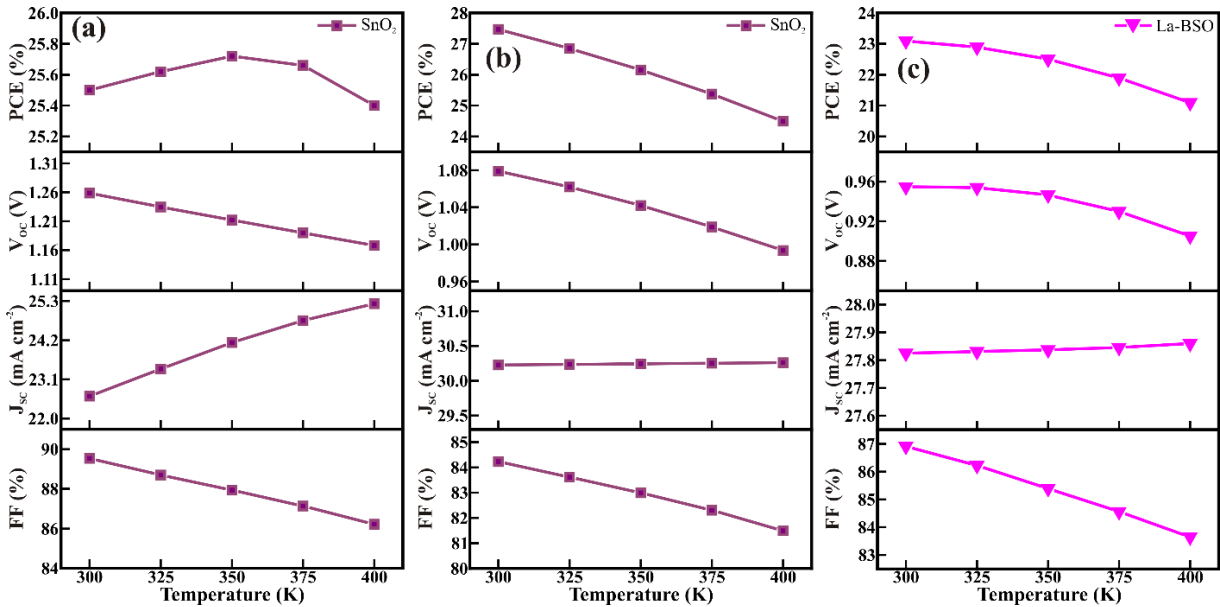 (a)
SnO₂
PCE (%)
26.0
25.8
25.6
25.4
25.2
V_OC (V)
1.31
1.26
1.21
1.16
1.11
J_SC (mA cm⁻²)
25.3
24.2
23.1
22.0
FF (%)
90
88
86
84
300 325 350 375 400
Temperature (K)
(b)
SnO₂
PCE (%)
28
27
26
25
24
V_OC (V)
1.08
1.04
1.00
0.96
J_SC (mA cm⁻²)
31.0
30.5
30.0
29.5
FF (%)
85
84
83
82
81
80
300 325 350 375 400
Temperature (K)
(c)
La-BSO
PCE (%)
24
23
22
21
20
V_OC (V)
0.96
0.92
0.88
J_SC (mA cm⁻²)
28.0
27.9
27.8
27.7
27.6
FF (%)
87
86
85
84
83
300 325 350 375 400
Temperature (K)